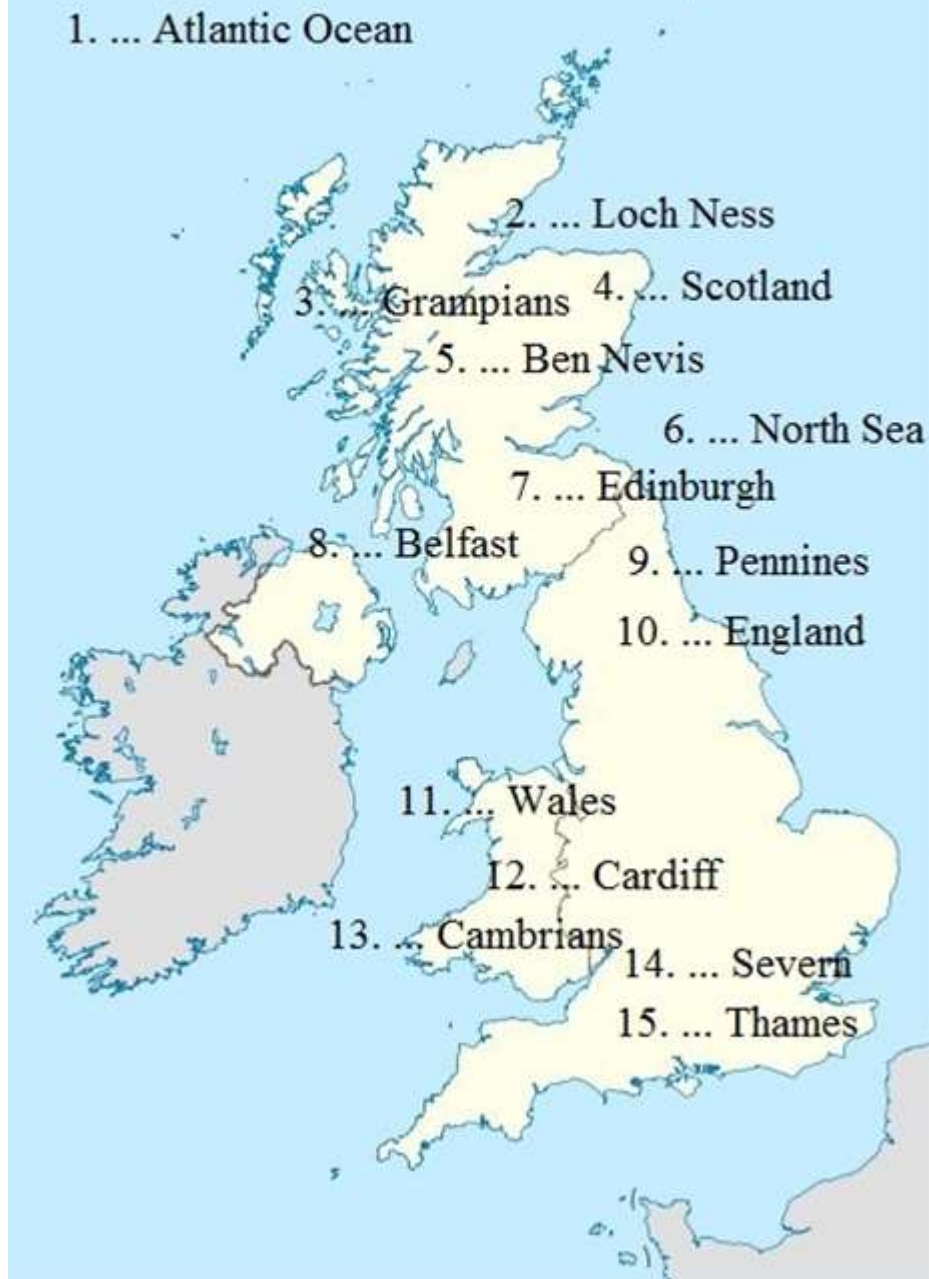 1. ... Atlantic Ocean
2. ... Loch Ness
3. ... Grampians
4. ... Scotland
5. ... Ben Nevis
6. ... North Sea
7. ... Edinburgh
8. ... Belfast
9. ... Pennines
10. ... England
11. ... Wales
12. ... Cardiff
13. ... Cambrians
14. ... Severn
15. ... Thames